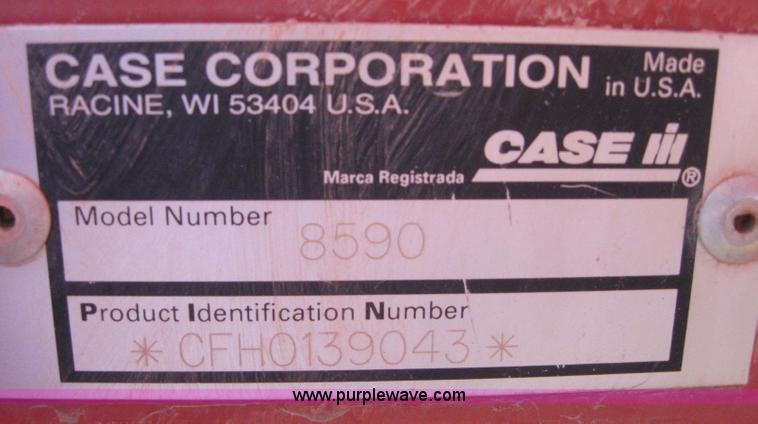 CASE CORPORATION Made in U.S.A.
RACINE, WI 53404 U.S.A.
CASE IH
Marca Registrada ®
Model Number
8590
Product Identification Number
* CFH0139043 *
www.purplewave.com